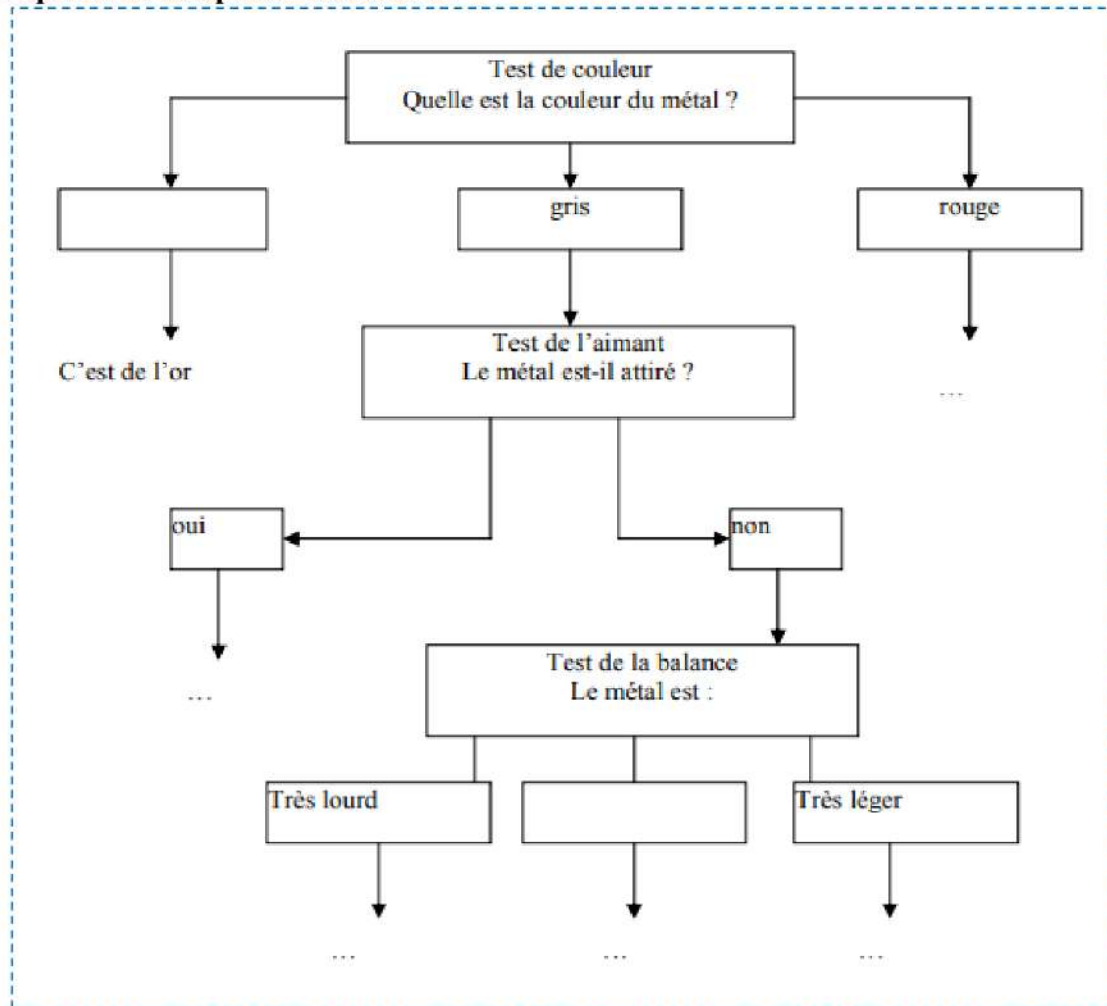 Test de couleur
Quelle est la couleur du métal ?
gris
rouge
C'est de l'or
Test de l'aimant
Le métal est-il attiré ?
...
oui
non
...
Test de la balance
Le métal est :
Très lourd
Très léger
...
...
...